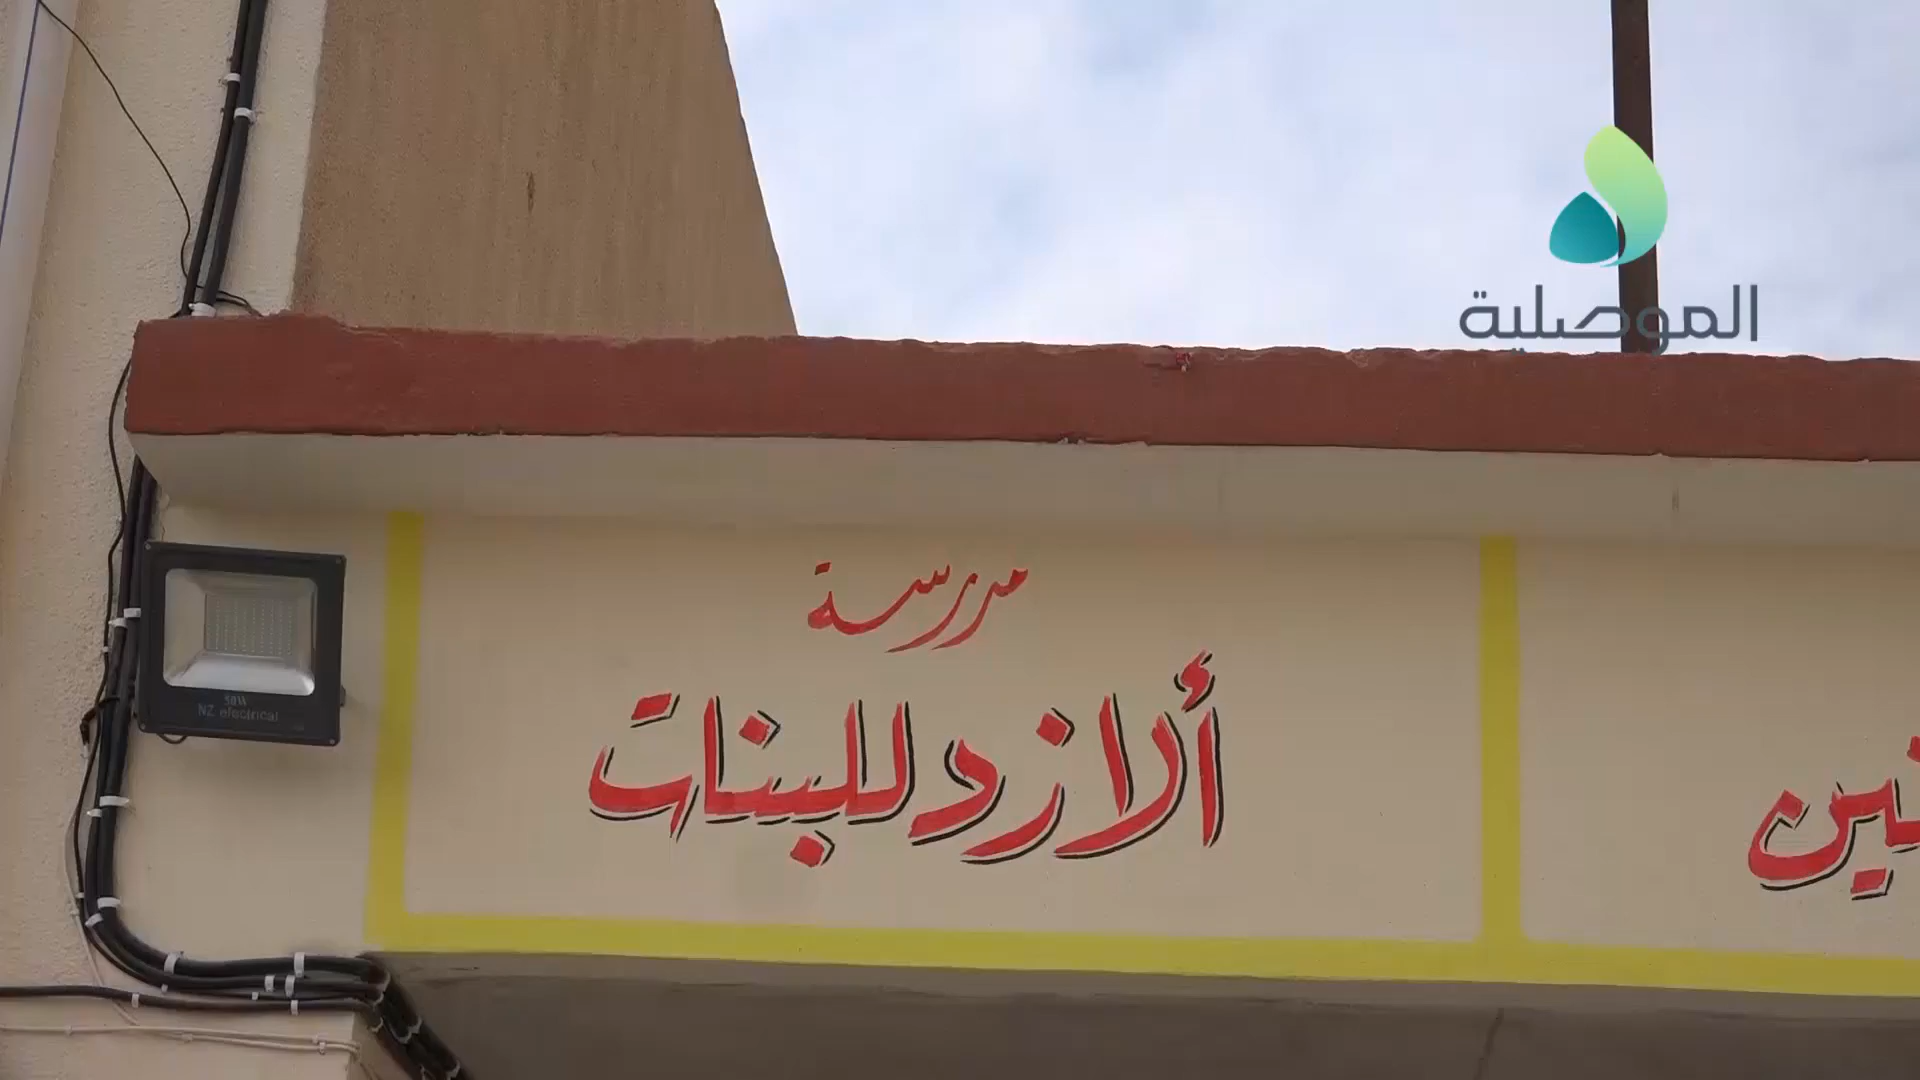 الموصلية
مدرسة
ألازد للبنات
50W
NZ electrical